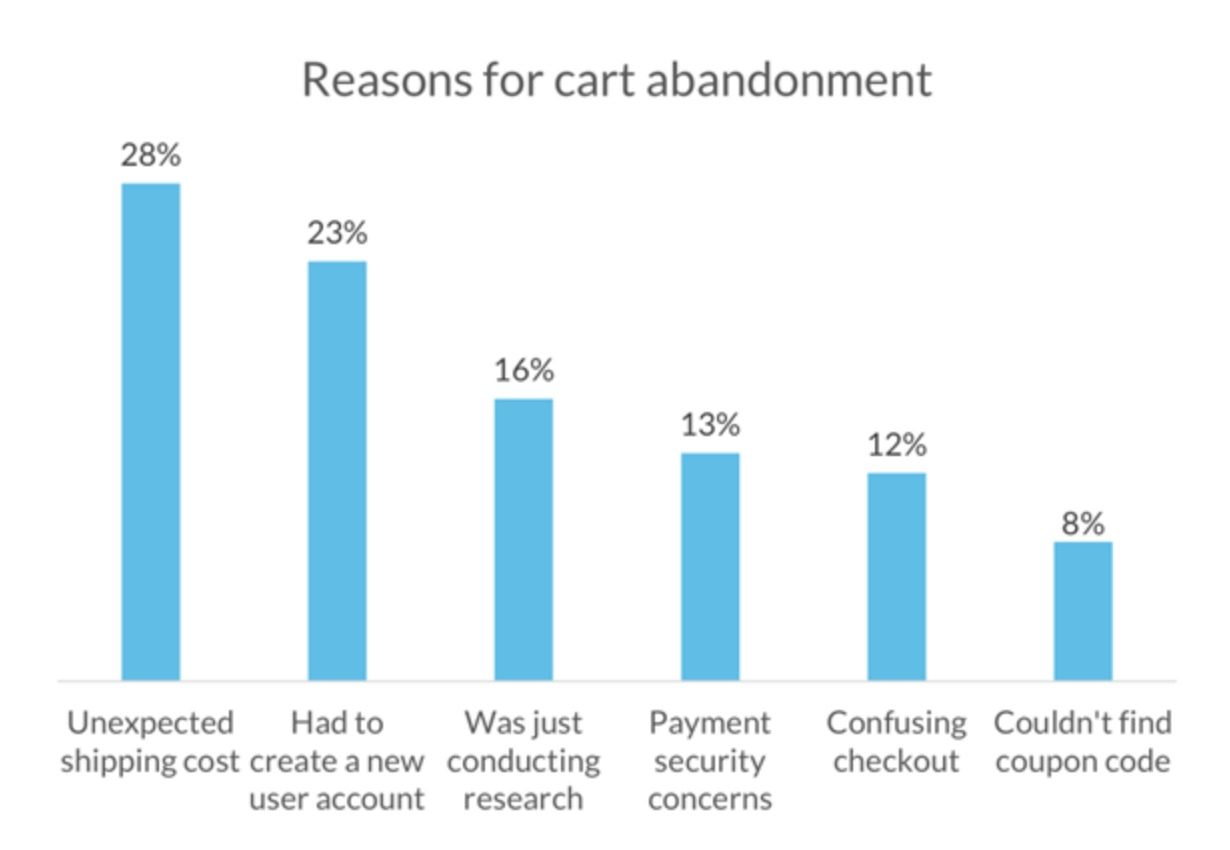 Reasons for cart abandonment
28%
23%
16%
13%
12%
8%
Unexpected
shipping cost
Had to
create a new
user account
Was just
conducting
research
Payment
security
concerns
Confusing
checkout
Couldn't find
coupon code